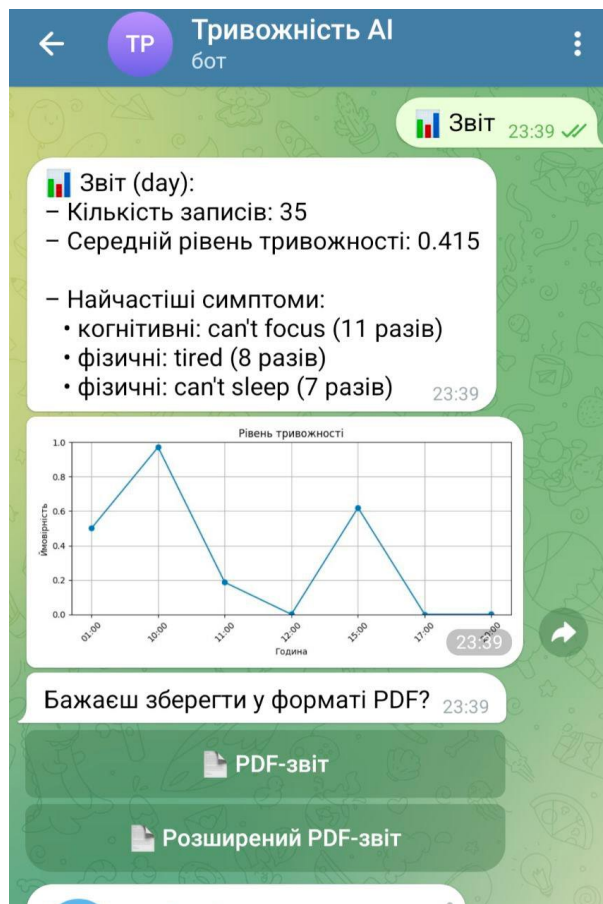 Тривожність AI
ТР
бот
📊 Звіт 23:39
📊 Звіт (day):
– Кількість записів: 35
– Середній рівень тривожності: 0.415
– Найчастіші симптоми:
• когнітивні: can't focus (11 разів)
• фізичні: tired (8 разів)
• фізичні: can't sleep (7 разів) 23:39
Рівень тривожності
1.0
0.8
0.6
0.4
0.2
0.0
Ймовірність
01:00 10:00 11:00 12:00 15:00 17:00
Година
23:39
Бажаєш зберегти у форматі PDF? 23:39
PDF-звіт
Розширений PDF-звіт